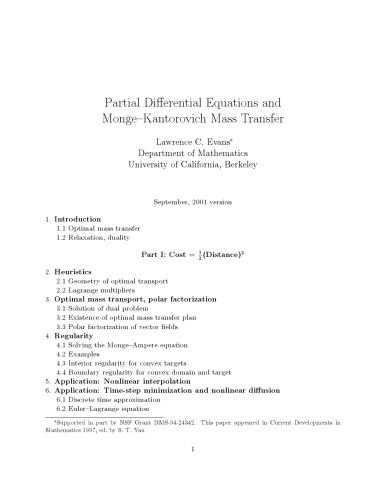 Partial Differential Equations and
Monge–Kantorovich Mass Transfer
Lawrence C. Evans*
Department of Mathematics
University of California, Berkeley
September, 2001 version
1. Introduction
1.1 Optimal mass transfer
1.2 Relaxation, duality
Part I: Cost = ½(Distance)²
2. Heuristics
2.1 Geometry of optimal transport
2.2 Lagrange multipliers
3. Optimal mass transport, polar factorization
3.1 Solution of dual problem
3.2 Existence of optimal mass transfer plan
3.3 Polar factorization of vector fields
4. Regularity
4.1 Solving the Monge–Ampere equation
4.2 Examples
4.3 Interior regularity for convex targets
4.4 Boundary regularity for convex domain and target
5. Application: Nonlinear interpolation
6. Application: Time-step minimization and nonlinear diffusion
6.1 Discrete time approximation
6.2 Euler–Lagrange equation
*Supported in part by NSF Grant DMS-94-24342. This paper appeared in Current Developments in
Mathematics 1997, ed. by S. T. Yau
1